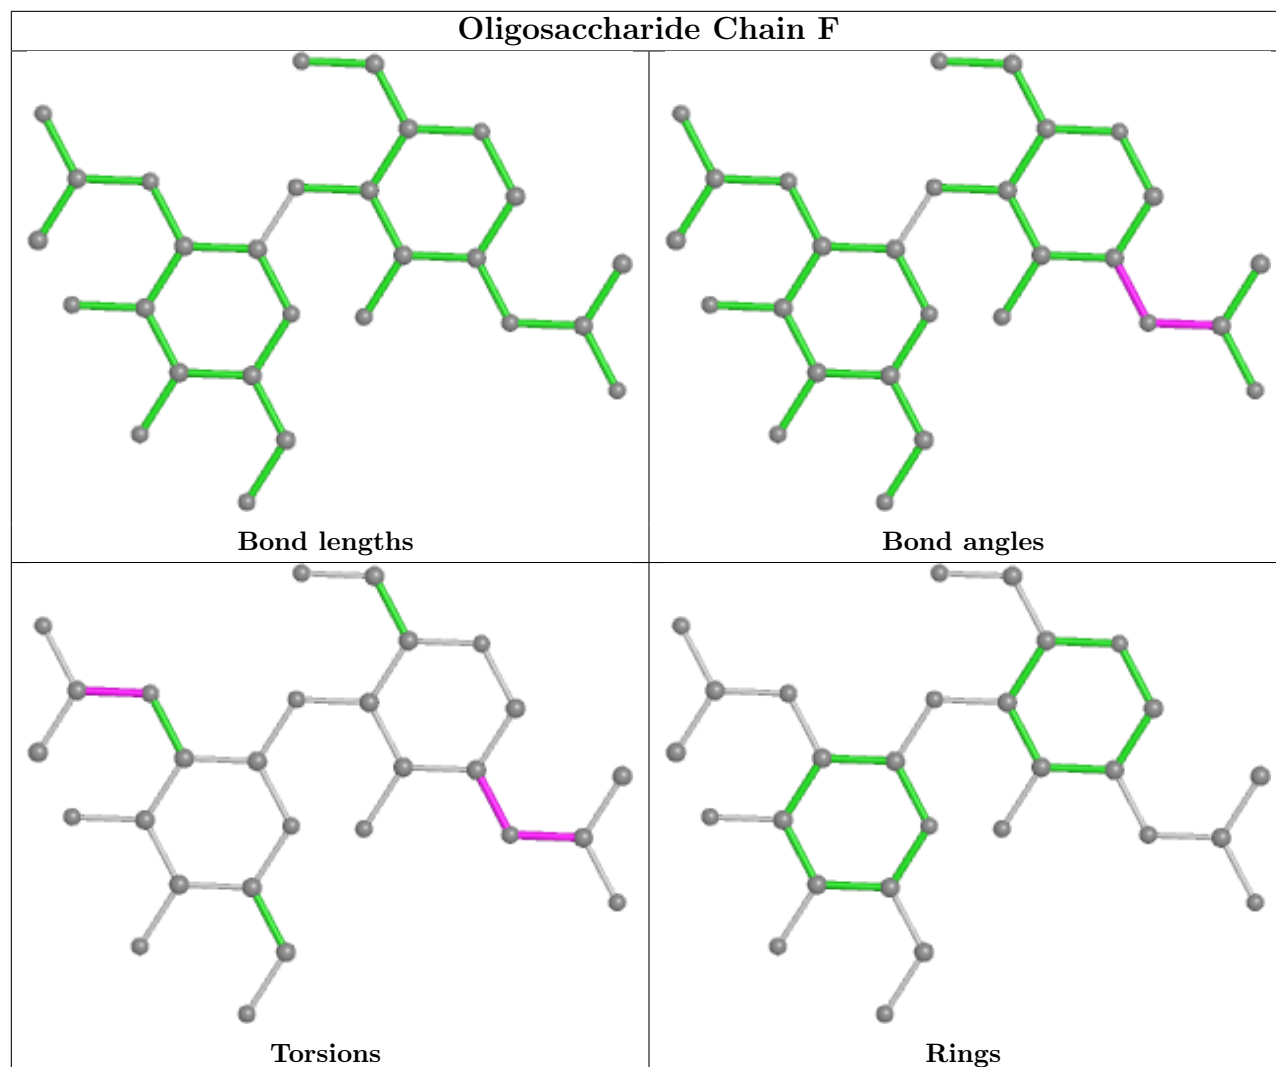 Oligosaccharide Chain F
Bond lengths
Bond angles
Torsions
Rings